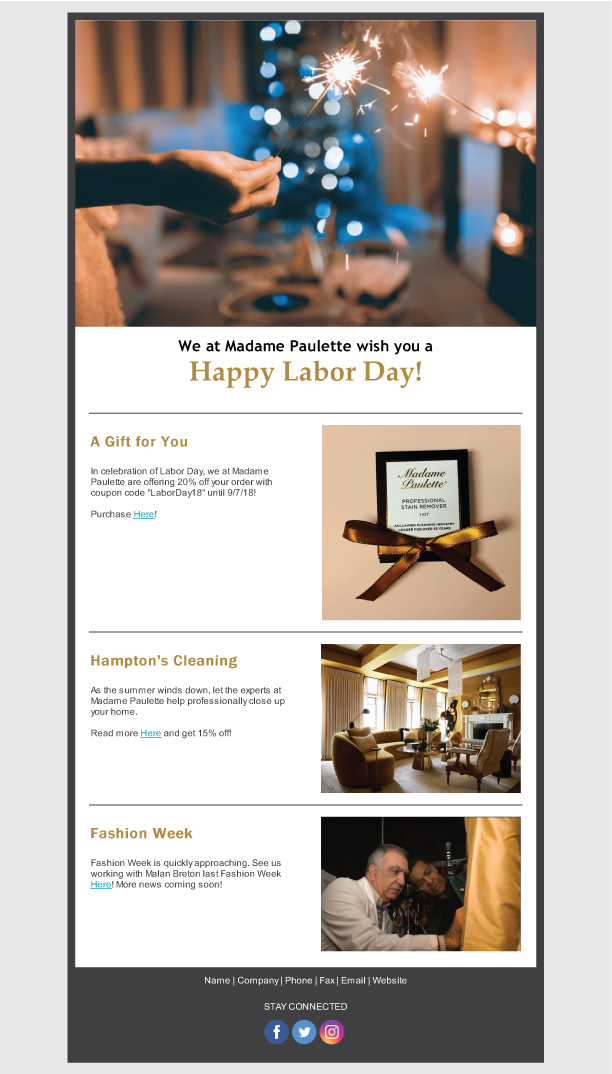 We at Madame Paulette wish you a
Happy Labor Day!
A Gift for You
In celebration of Labor Day, we at Madame
Paulette are offering 20% off your order with
coupon code "LaborDay18" until 9/7/18!
Purchase Here!
Madame
Paulette
PROFESSIONAL
STAIN REMOVER
1 KIT
ACCLAIMED CLEANING INDUSTRY
LEADER FOR OVER 55 YEARS
Hampton's Cleaning
As the summer winds down, let the experts at
Madame Paulette help professionally close up
your home.
Read more Here and get 15% off!
Fashion Week
Fashion Week is quickly approaching. See us
working with Malan Breton last Fashion Week
Here! More news coming soon!
Name | Company | Phone | Fax | Email | Website
STAY CONNECTED